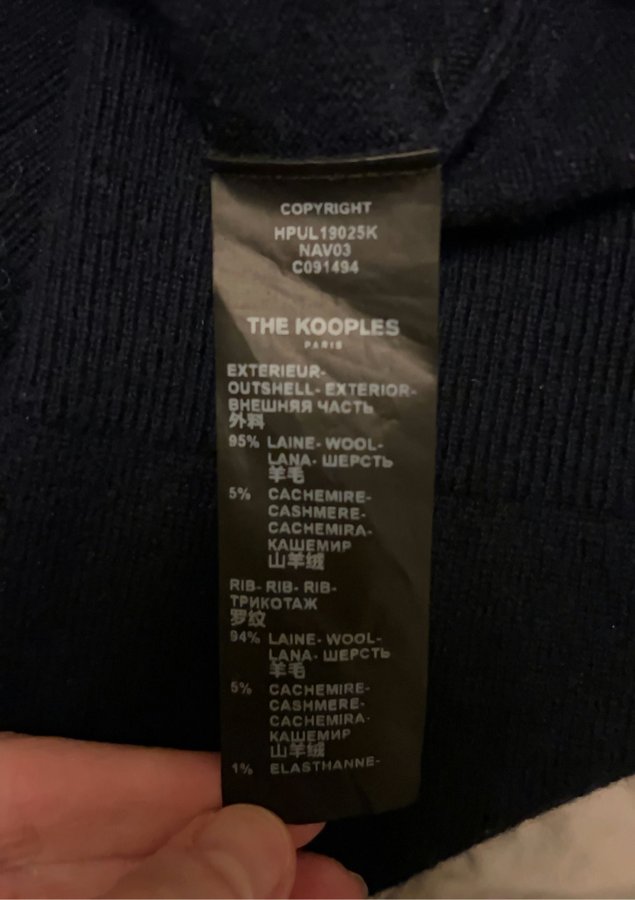 COPYRIGHT
HPUL19025K
NAV03
C091494
THE KOOPLES
PARIS
EXTERIEUR-
OUTSHELL- EXTERIOR-
ВНЕШНЯЯ ЧАСТЬ
外料
95% LAINE- WOOL-
LANA- ШЕРСТЬ
羊毛
5% CACHEMIRE-
CASHMERE-
CACHEMIRA-
КАШЕМИР
山羊绒
RIB- RIB- RIB-
ТРИКОТАЖ
罗纹
94% LAINE- WOOL-
LANA- ШЕРСТЬ
羊毛
5% CACHEMIRE-
CASHMERE-
CACHEMIRA-
КАШЕМИР
山羊绒
1% ELASTHANNE-